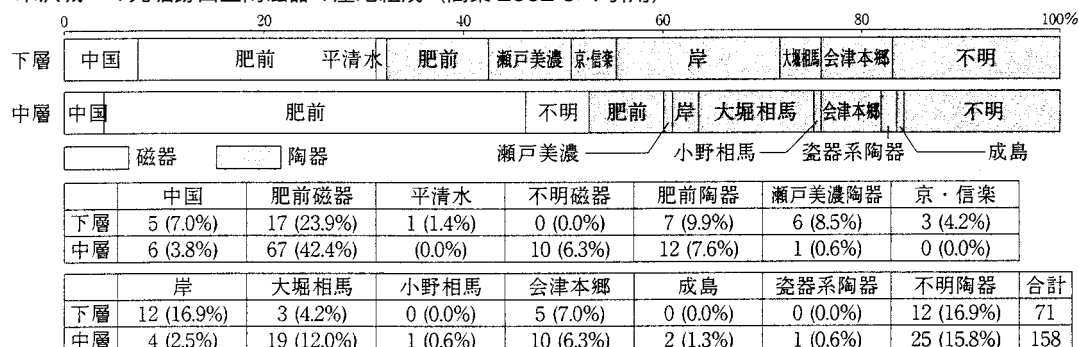 0 20 40 60 80 100%
下層 中国 肥前 平清水 肥前 瀬戸美濃 京・信楽 岸 大堀相馬 会津本郷 不明
中層 中国 肥前 不明 肥前 岸 大堀相馬 会津本郷 不明
磁器 陶器 瀬戸美濃 小野相馬 瓷器系陶器 成島
中国 肥前磁器 平清水 不明磁器 肥前陶器 瀬戸美濃陶器 京・信楽
下層 5 (7.0%) 17 (23.9%) 1 (1.4%) 0 (0.0%) 7 (9.9%) 6 (8.5%) 3 (4.2%)
中層 6 (3.8%) 67 (42.4%) (0.0%) 10 (6.3%) 12 (7.6%) 1 (0.6%) 0 (0.0%)
岸 大堀相馬 小野相馬 会津本郷 成島 瓷器系陶器 不明陶器 合計
下層 12 (16.9%) 3 (4.2%) 0 (0.0%) 5 (7.0%) 0 (0.0%) 0 (0.0%) 12 (16.9%) 71
中層 4 (2.5%) 19 (12.0%) 1 (0.6%) 10 (6.3%) 2 (1.3%) 1 (0.6%) 25 (15.8%) 158